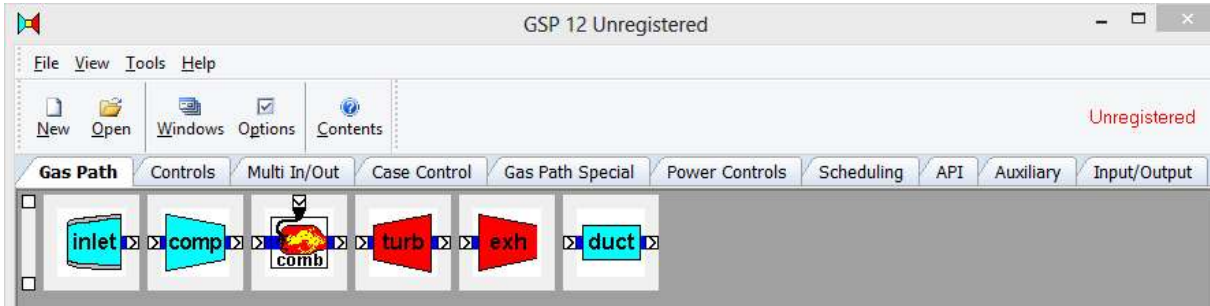 GSP 12 Unregistered
File View Tools Help
New Open Windows Options Contents
Unregistered
Gas Path Controls Multi In/Out Case Control Gas Path Special Power Controls Scheduling API Auxiliary Input/Output
inlet comp comb turb exh duct